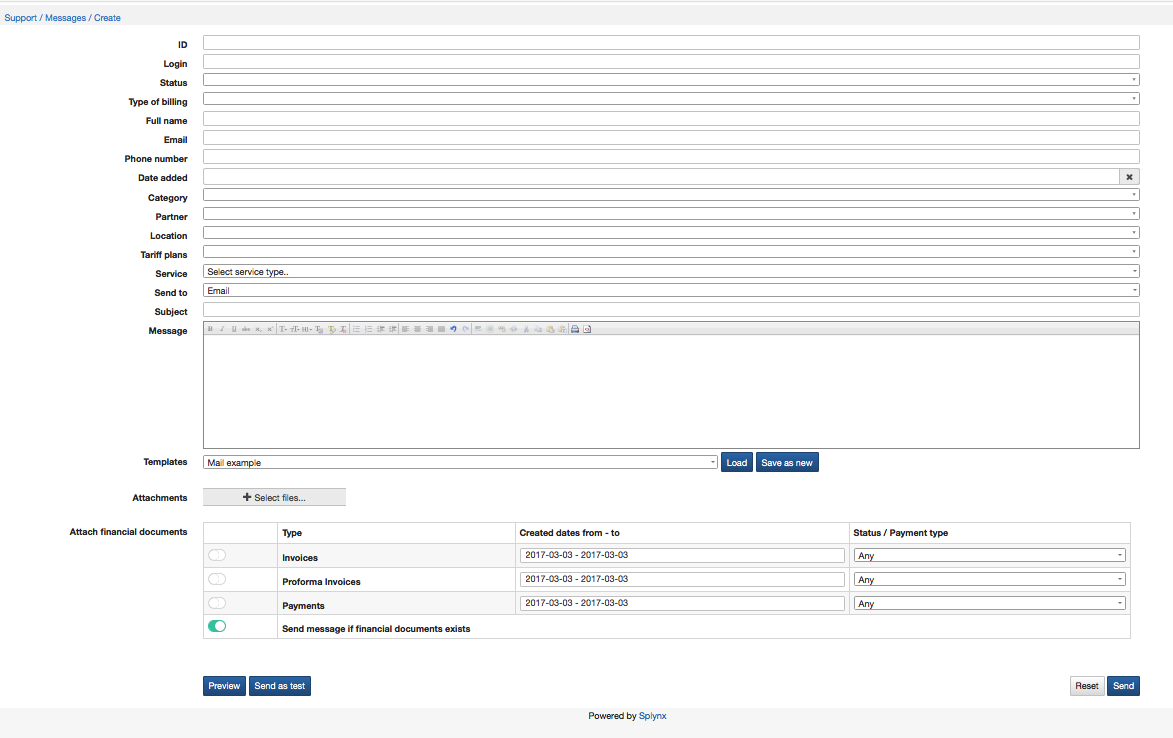 Support / Messages / Create
ID
Login
Status
Type of billing
Full name
Email
Phone number
Date added
Category
Partner
Location
Tariff plans
Service Select service type..
Send to Email
Subject
Message
Templates Mail example Load Save as new
Attachments Select files...
Attach financial documents Type Created dates from - to Status / Payment type
Invoices 2017-03-03 - 2017-03-03 Any
Proforma Invoices 2017-03-03 - 2017-03-03 Any
Payments 2017-03-03 - 2017-03-03 Any
Send message if financial documents exists
Preview Send as test Reset Send
Powered by Splynx